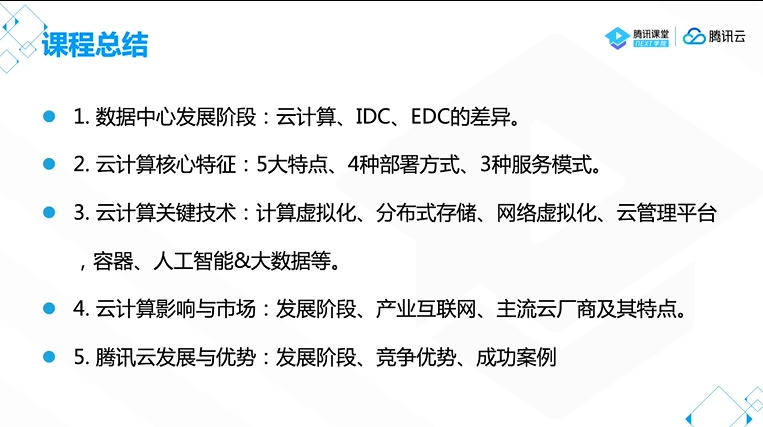 课程总结
腾讯课堂
NEXT学院
腾讯云
1. 数据中心发展阶段：云计算、IDC、EDC的差异。
2. 云计算核心特征：5大特点、4种部署方式、3种服务模式。
3. 云计算关键技术：计算虚拟化、分布式存储、网络虚拟化、云管理平台
，容器、人工智能&大数据等。
4. 云计算影响与市场：发展阶段、产业互联网、主流云厂商及其特点。
5. 腾讯云发展与优势：发展阶段、竞争优势、成功案例